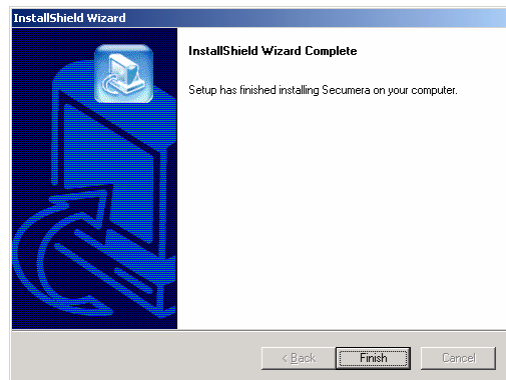 InstallShield Wizard
InstallShield Wizard Complete
Setup has finished installing Secumera on your computer.
< Back Finish Cancel